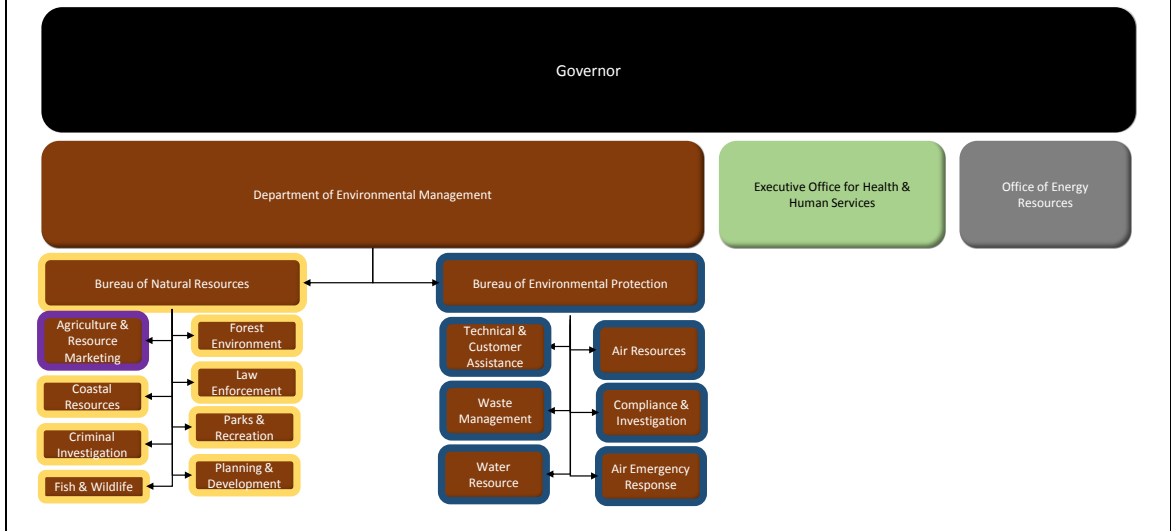 Governor
Department of Environmental Management
Executive Office for Health &
Human Services
Office of Energy
Resources
Bureau of Natural Resources
Bureau of Environmental Protection
Agriculture &
Resource
Marketing
Forest
Environment
Coastal
Resources
Law
Enforcement
Criminal
Investigation
Parks &
Recreation
Fish & Wildlife
Planning &
Development
Technical &
Customer
Assistance
Air Resources
Waste
Management
Compliance &
Investigation
Water
Resource
Air Emergency
Response